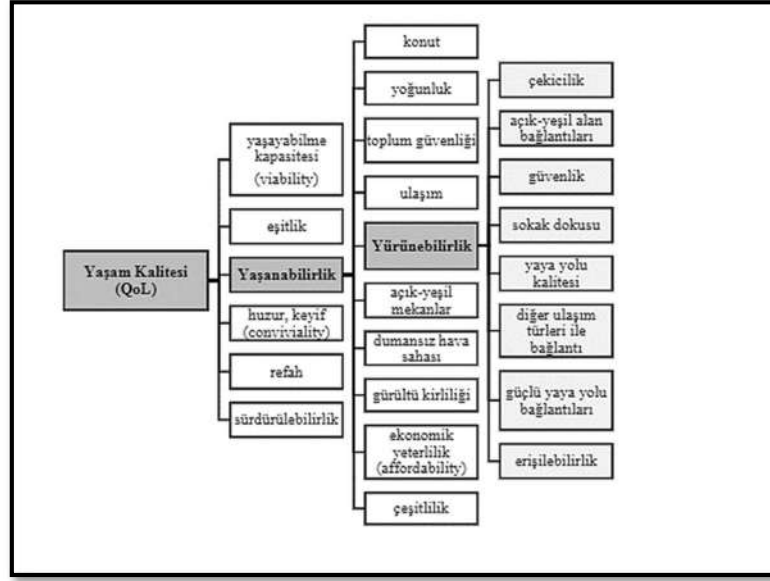 Yaşam Kalitesi
(QoL)
yaşayabilme
kapasitesi
(viability)
eşitlik
Yaşanabilirlik
huzur, keyif
(conviviality)
refah
sürdürülebilirlik
konut
yoğunluk
toplum güvenliği
ulaşım
Yürünebilirlik
açık-yeşil
mekanlar
dumansız hava
sahası
gürültü kirliliği
ekonomik
yeterlilik
(affordability)
çeşitlilik
çekicilik
açık-yeşil alan
bağlantıları
güvenlik
sokak dokusu
yaya yolu
kalitesi
diğer ulaşım
türleri ile
bağlantı
güçlü yaya yolu
bağlantıları
erişilebilirlik